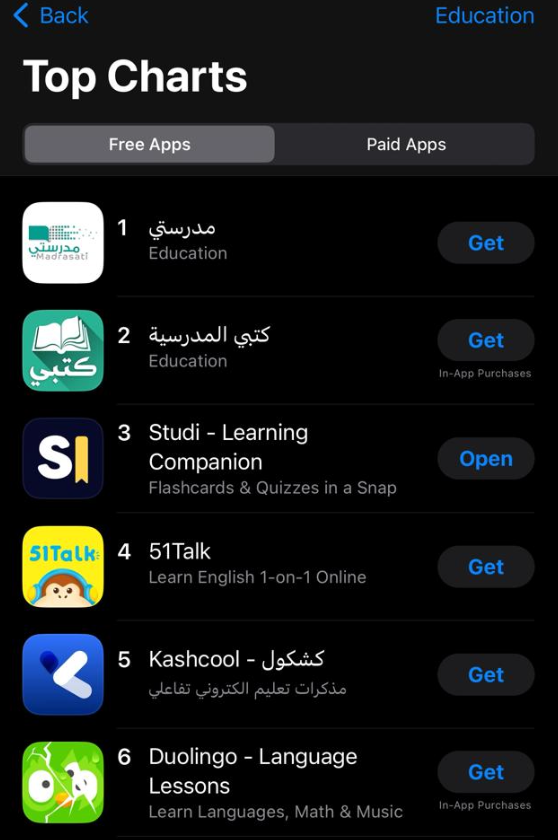 Back
Education
Top Charts
Free Apps
Paid Apps
مدرستي
Madrasati
1
مدرستي
Education
Get
كتبي
2
كتبي المدرسية
Education
Get
In-App Purchases
S
3
Studi - Learning
Companion
Flashcards & Quizzes in a Snap
Open
51Talk
4
51Talk
Learn English 1-on-1 Online
Get
5
Kashcool - كشكول
مذكرات تعليم الكتروني تفاعلي
Get
6
Duolingo - Language
Lessons
Learn Languages, Math & Music
Get
In-App Purchases